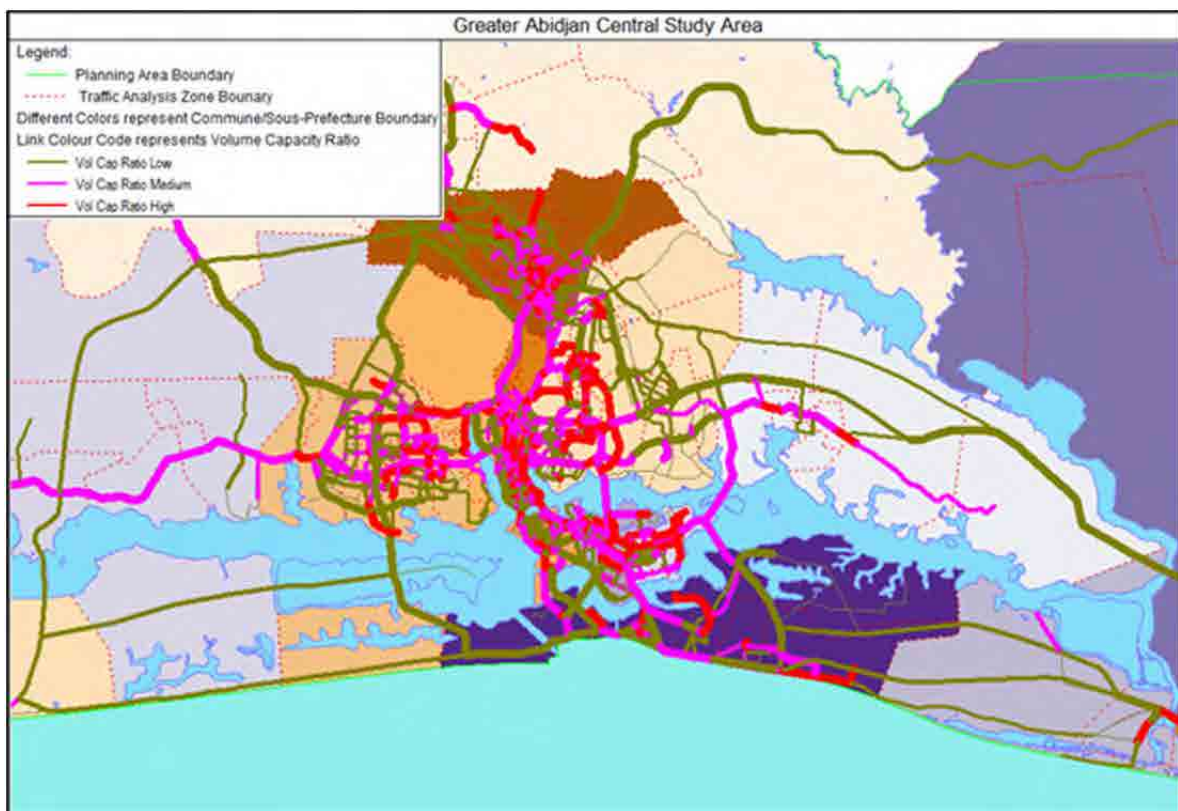 Greater Abidjan Central Study Area
Legend:
Planning Area Boundary
Traffic Analysis Zone Bounary
Different Colors represent Commune/Sous-Prefecture Boundary
Link Colour Code represents Volume Capacity Ratio
Vol Cap Ratio Low
Vol Cap Ratio Medium
Vol Cap Ratio High